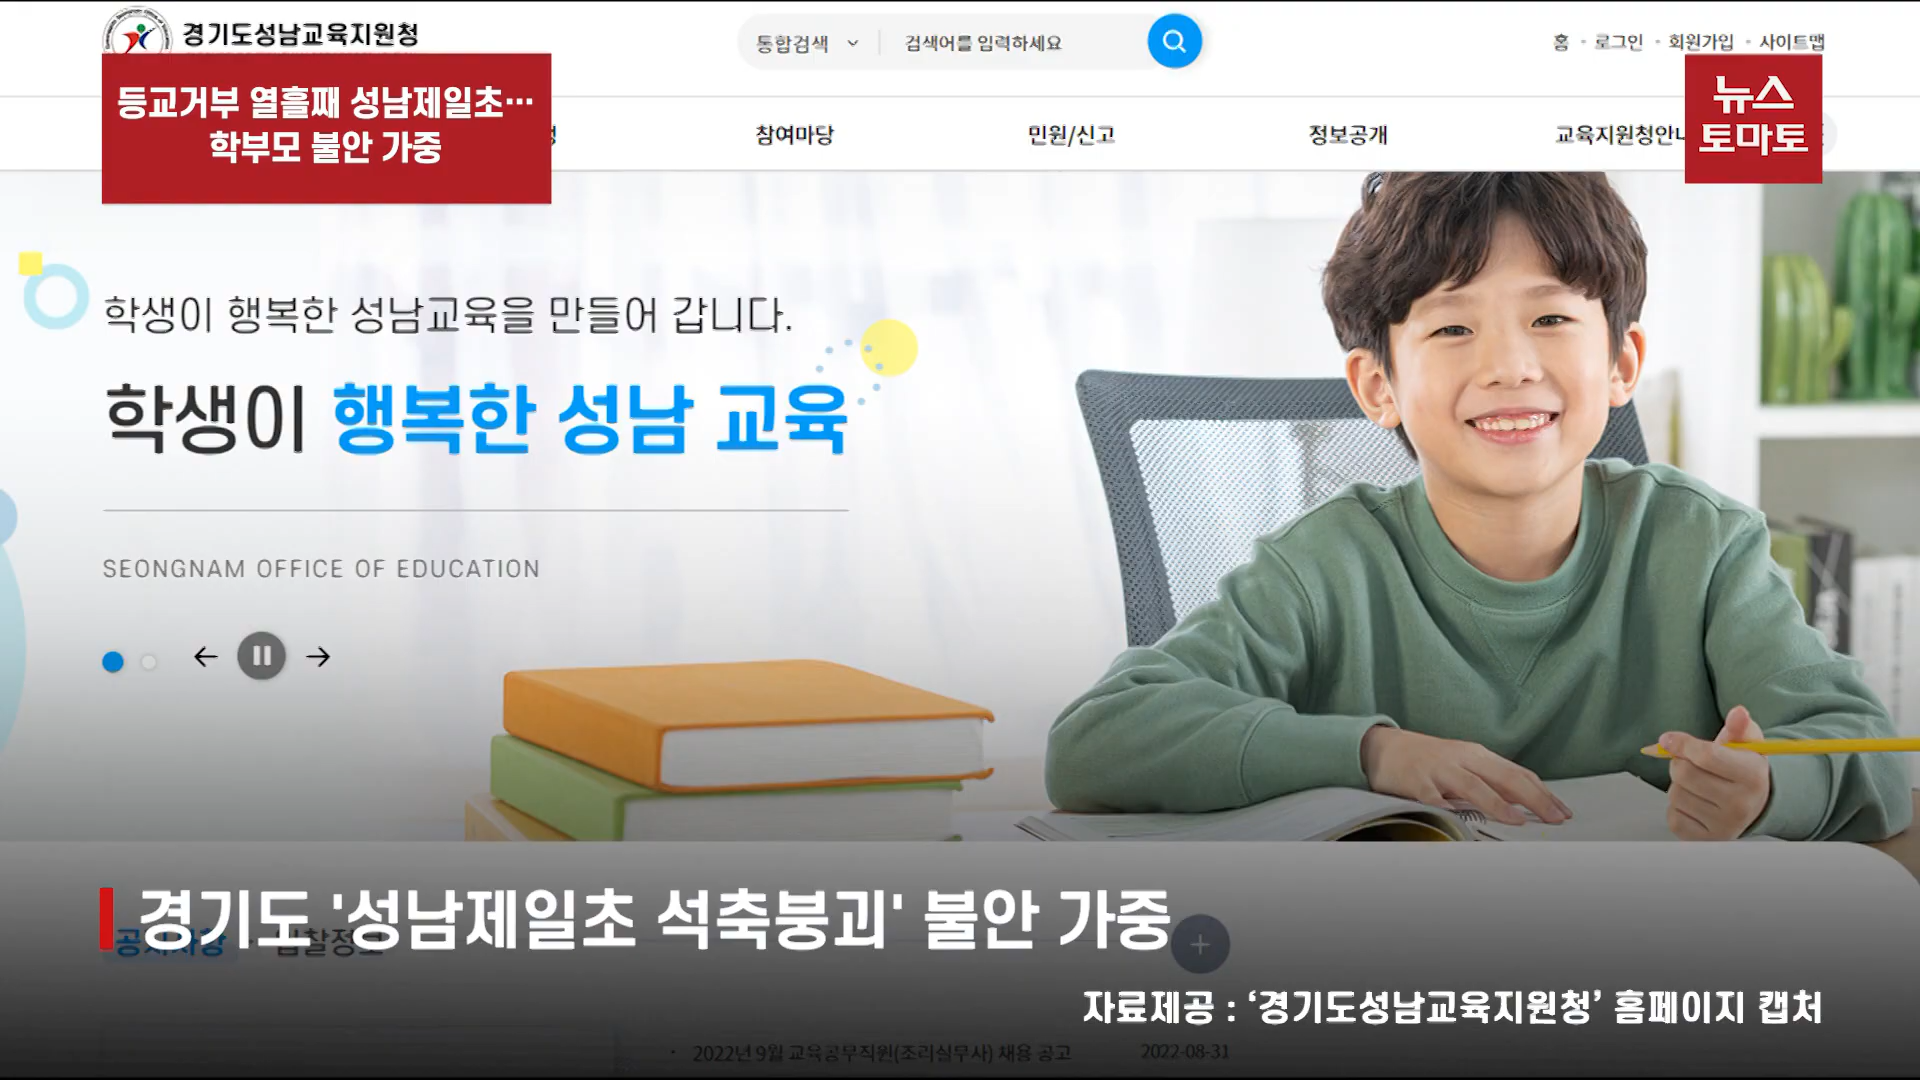 경기도성남교육지원청
통합검색
검색어를 입력하세요
홈 · 로그인 · 회원가입 · 사이트맵
등교거부 열흘째 성남제일초…
학부모 불안 가중
참여마당
민원/신고
정보공개
교육지원청안내
뉴스
토마토
학생이 행복한 성남교육을 만들어 갑니다.
학생이 행복한 성남 교육
SEONGNAM OFFICE OF EDUCATION
경기도 '성남제일초 석축붕괴' 불안 가중
공지사항
입찰정보
자료제공 : ‘경기도성남교육지원청’ 홈페이지 캡처
· 2022년 9월 교육공무직원(조리실무사) 채용 공고 2022-08-31